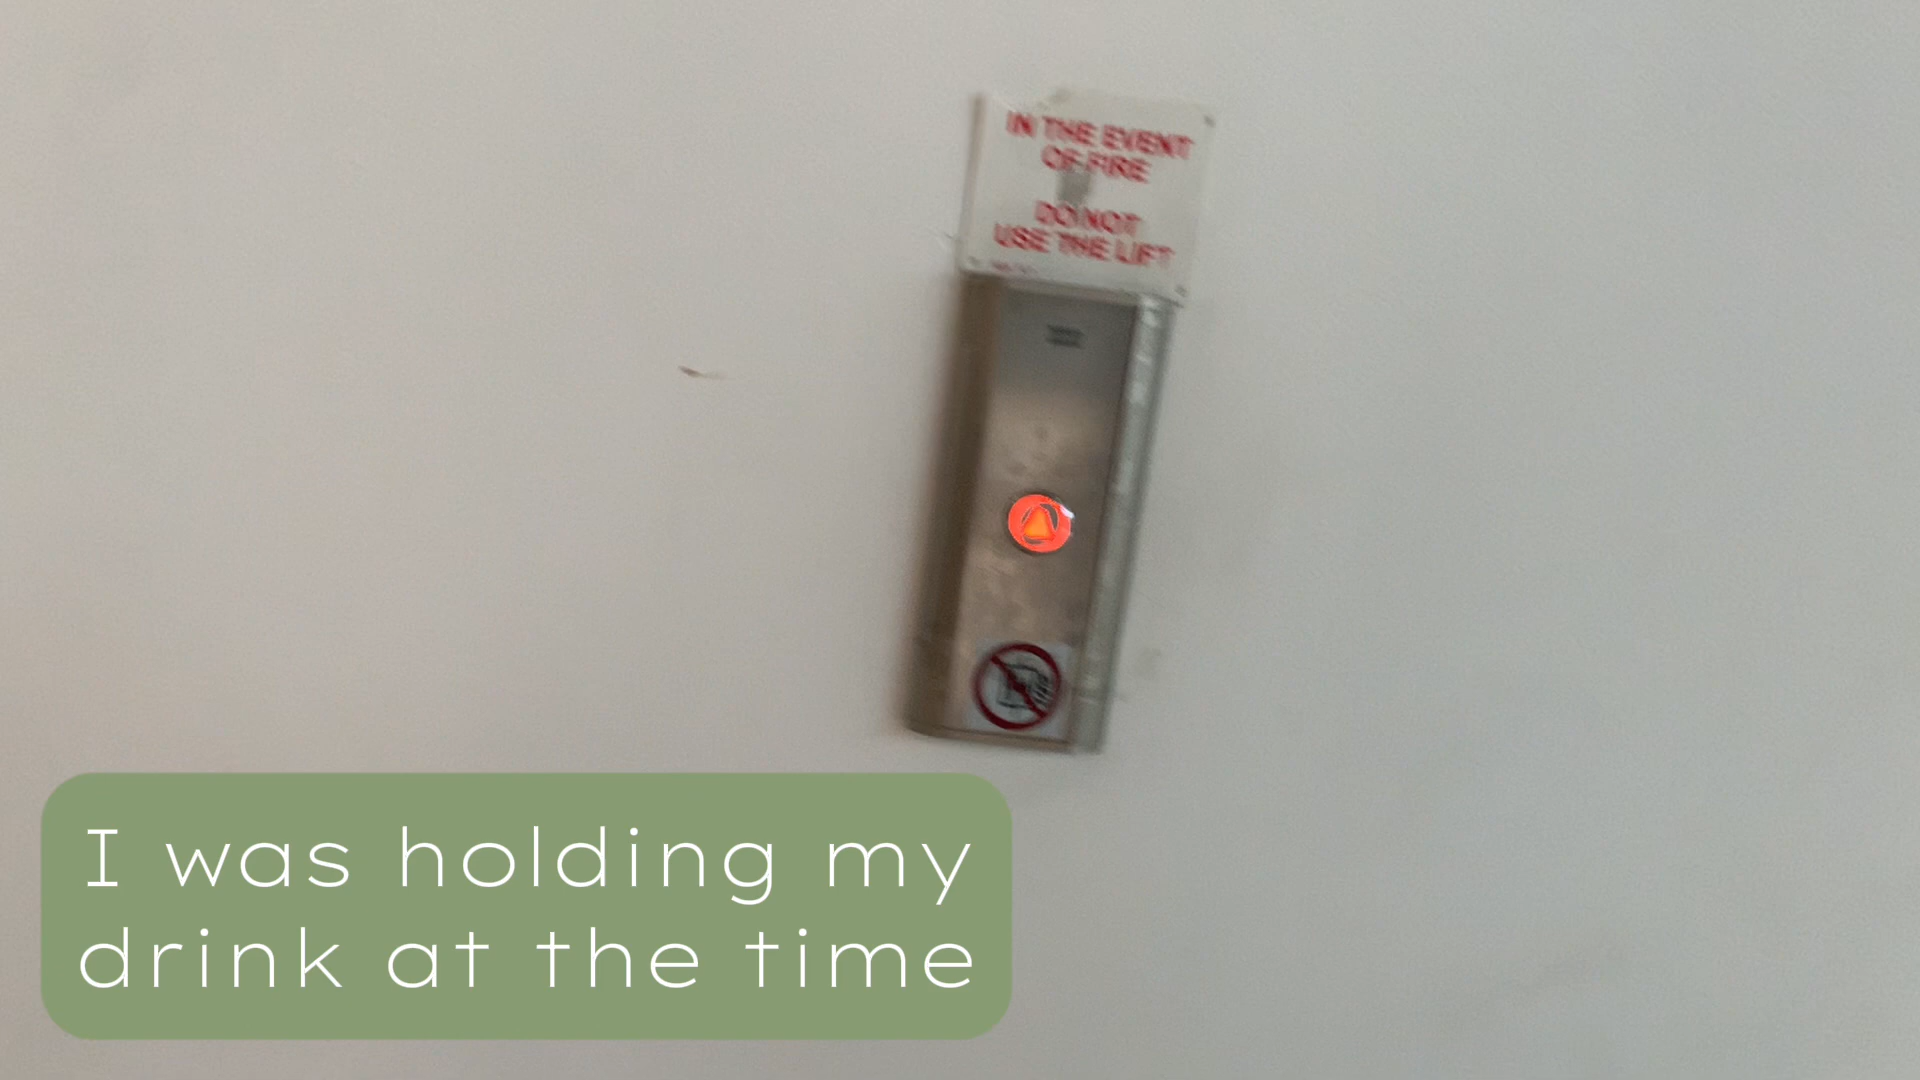 IN THE EVENT
OF FIRE
DO NOT
USE THE LIFT
I was holding my
drink at the time